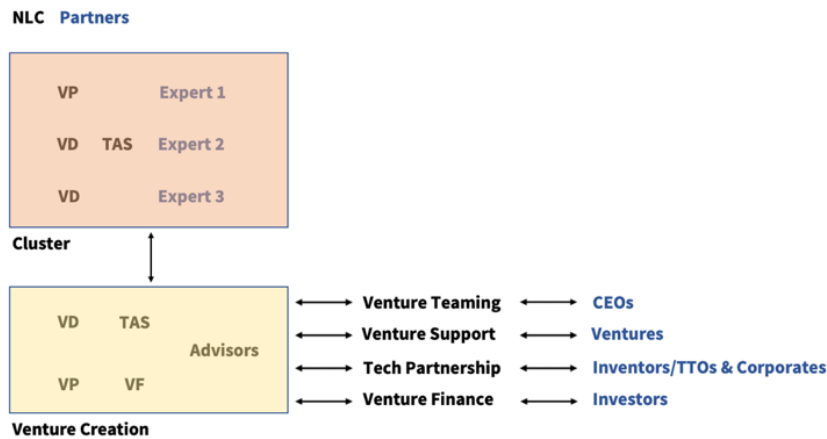 NLC Partners
VP Expert 1
VD TAS Expert 2
VD Expert 3
Cluster
VD TAS
Advisors
VP VF
Venture Creation
Venture Teaming CEOs
Venture Support Ventures
Tech Partnership Inventors/TTOs & Corporates
Venture Finance Investors